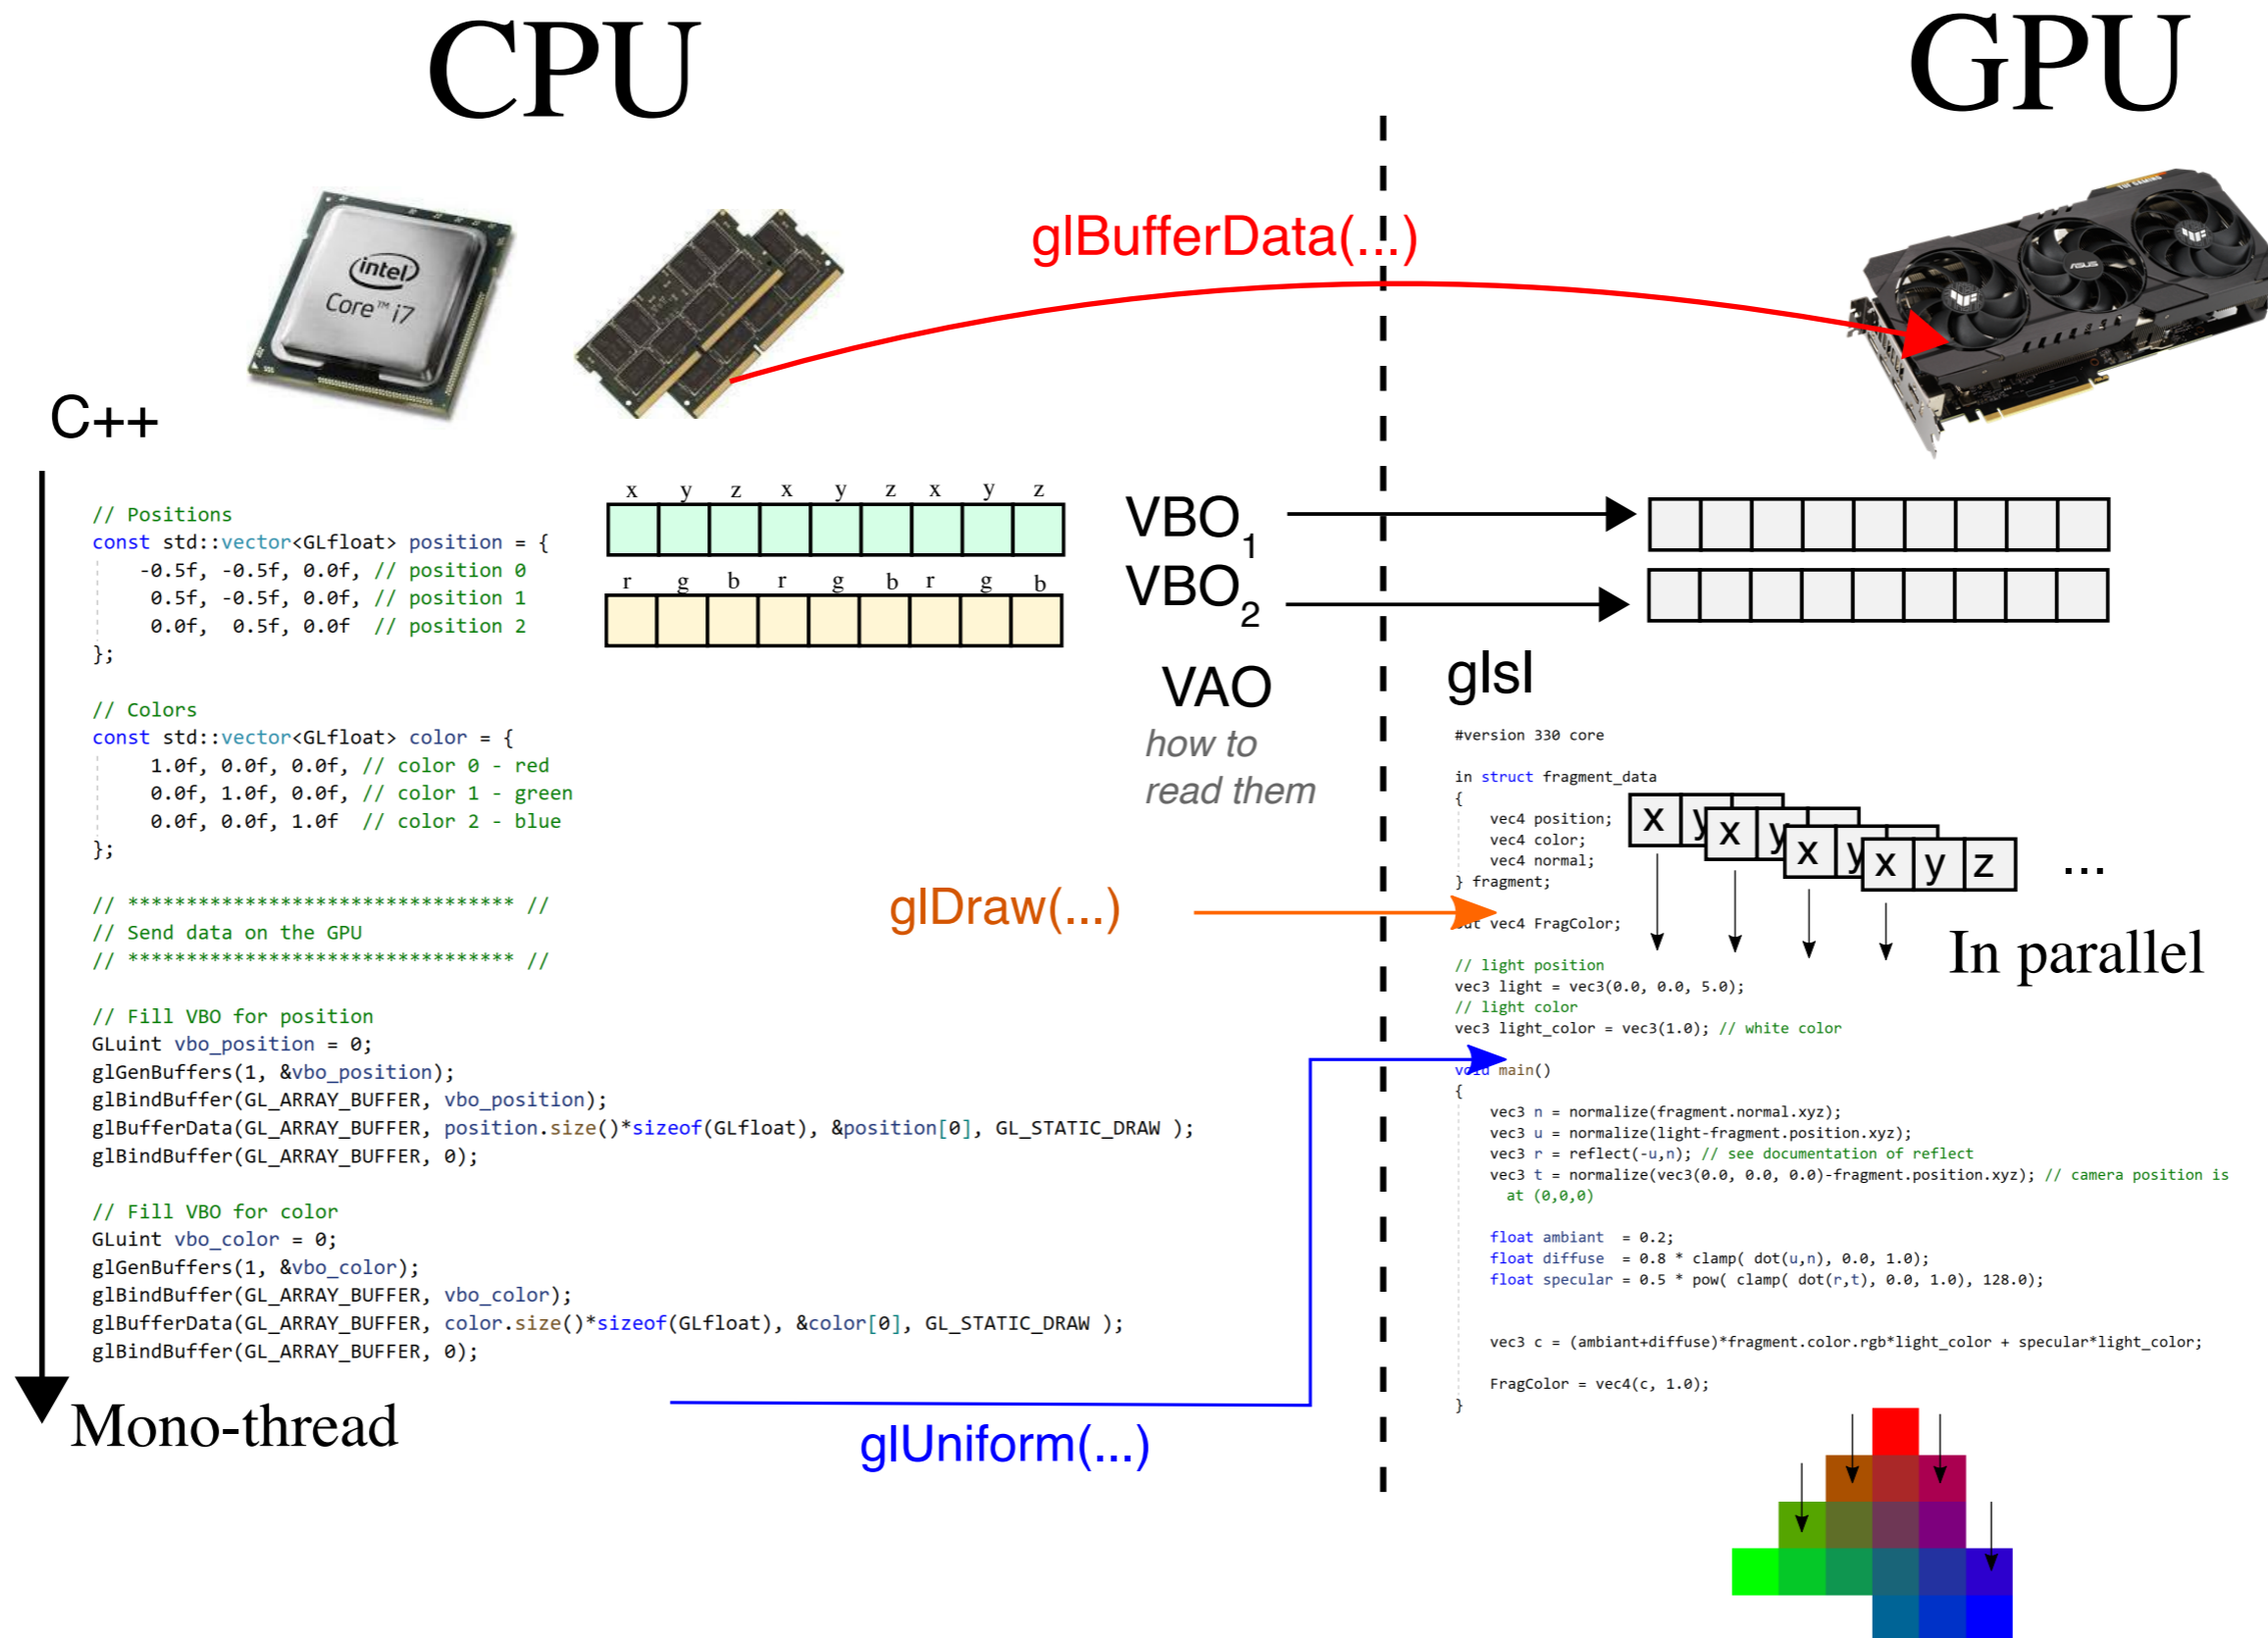 CPU
GPU
intel
Core™ i7
TUF GAMING
ASUS
glBufferData(...)
C++
// Positions
const std::vector<GLfloat> position = {
-0.5f, -0.5f, 0.0f, // position 0
0.5f, -0.5f, 0.0f, // position 1
0.0f, 0.5f, 0.0f // position 2
};
// Colors
const std::vector<GLfloat> color = {
1.0f, 0.0f, 0.0f, // color 0 - red
0.0f, 1.0f, 0.0f, // color 1 - green
0.0f, 0.0f, 1.0f // color 2 - blue
};
// ********************************* //
// Send data on the GPU
// ********************************* //
// Fill VBO for position
GLuint vbo_position = 0;
glGenBuffers(1, &vbo_position);
glBindBuffer(GL_ARRAY_BUFFER, vbo_position);
glBufferData(GL_ARRAY_BUFFER, position.size()*sizeof(GLfloat), &position[0], GL_STATIC_DRAW );
glBindBuffer(GL_ARRAY_BUFFER, 0);
// Fill VBO for color
GLuint vbo_color = 0;
glGenBuffers(1, &vbo_color);
glBindBuffer(GL_ARRAY_BUFFER, vbo_color);
glBufferData(GL_ARRAY_BUFFER, color.size()*sizeof(GLfloat), &color[0], GL_STATIC_DRAW );
glBindBuffer(GL_ARRAY_BUFFER, 0);
Mono-thread
x y z x y z x y z
r g b r g b r g b
VBO1
VBO2
VAO
how to
read them
glDraw(...)
glUniform(...)
glsl
#version 330 core
in struct fragment_data
{
vec4 position;
vec4 color;
vec4 normal;
} fragment;
x y x y x y x y z ...
In parallel
out vec4 FragColor;
// light position
vec3 light = vec3(0.0, 0.0, 5.0);
// light color
vec3 light_color = vec3(1.0); // white color
void main()
{
vec3 n = normalize(fragment.normal.xyz);
vec3 u = normalize(light-fragment.position.xyz);
vec3 r = reflect(-u,n); // see documentation of reflect
vec3 t = normalize(vec3(0.0, 0.0, 0.0)-fragment.position.xyz); // camera position is
at (0,0,0)
float ambiant = 0.2;
float diffuse = 0.8 * clamp( dot(u,n), 0.0, 1.0);
float specular = 0.5 * pow( clamp( dot(r,t), 0.0, 1.0), 128.0);
vec3 c = (ambiant+diffuse)*fragment.color.rgb*light_color + specular*light_color;
FragColor = vec4(c, 1.0);
}